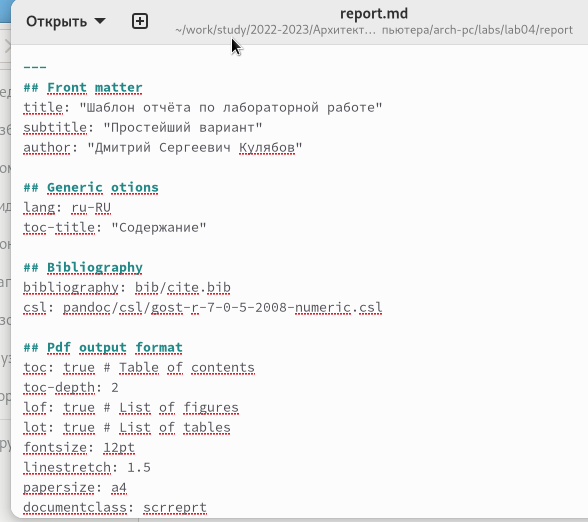 Открыть
report.md
~/work/study/2022-2023/Архитект… пьютера/arch-pc/labs/lab04/report
---
## Front matter
title: "Шаблон отчёта по лабораторной работе"
subtitle: "Простейший вариант"
author: "Дмитрий Сергеевич Кулябов"
## Generic otions
lang: ru-RU
toc-title: "Содержание"
## Bibliography
bibliography: bib/cite.bib
csl: pandoc/csl/gost-r-7-0-5-2008-numeric.csl
## Pdf output format
toc: true # Table of contents
toc-depth: 2
lof: true # List of figures
lot: true # List of tables
fontsize: 12pt
linestretch: 1.5
papersize: a4
documentclass: scrreprt